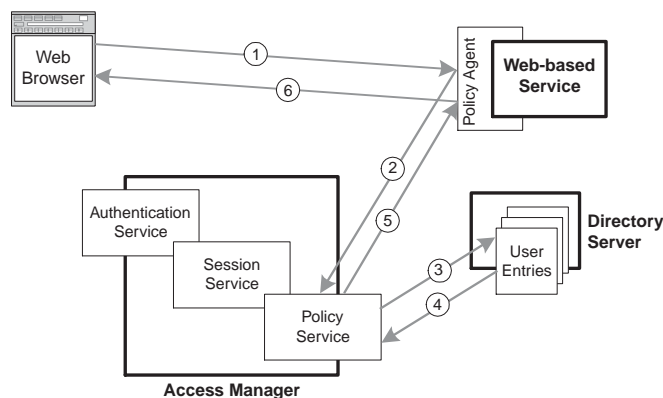 Web
Browser
1
6
Policy Agent
Web-based
Service
2
5
Authentication
Service
Session
Service
Policy
Service
3
4
User
Entries
Directory
Server
Access Manager